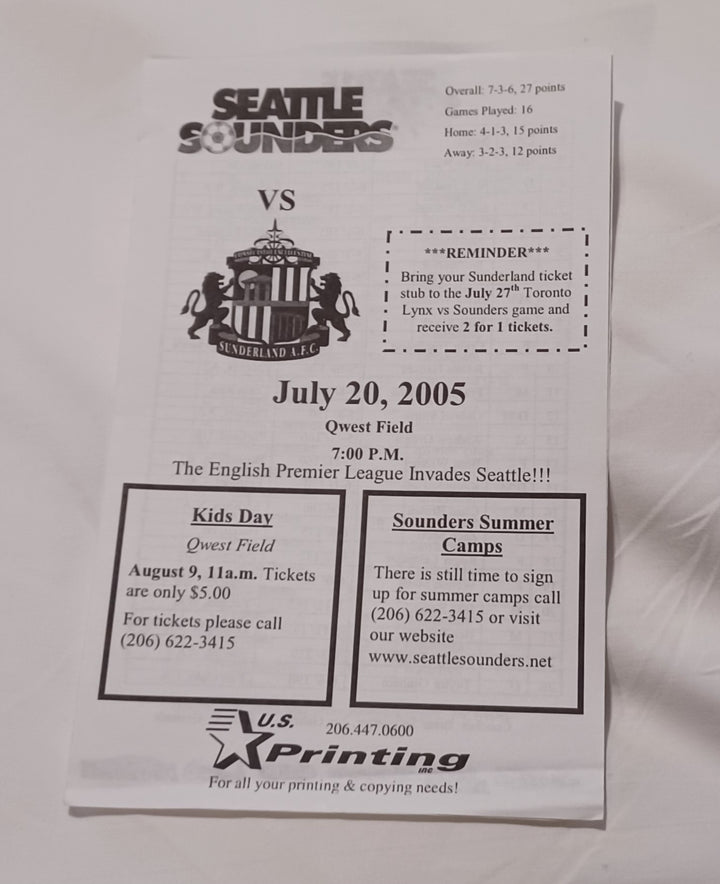 SEATTLE
SOUNDERS
Overall: 7-3-6, 27 points
Games Played: 16
Home: 4-1-3, 15 points
Away: 3-2-3, 12 points
VS
SUNDERLAND A.F.C.
***REMINDER***
Bring your Sunderland ticket
stub to the July 27th Toronto
Lynx vs Sounders game and
receive 2 for 1 tickets.
July 20, 2005
Qwest Field
7:00 P.M.
The English Premier League Invades Seattle!!!
Kids Day
Qwest Field
August 9, 11a.m. Tickets
are only $5.00
For tickets please call
(206) 622-3415
Sounders Summer
Camps
There is still time to sign
up for summer camps call
(206) 622-3415 or visit
our website
www.seattlesounders.net
U.S.
206.447.0600
Printing
inc
For all your printing & copying needs!